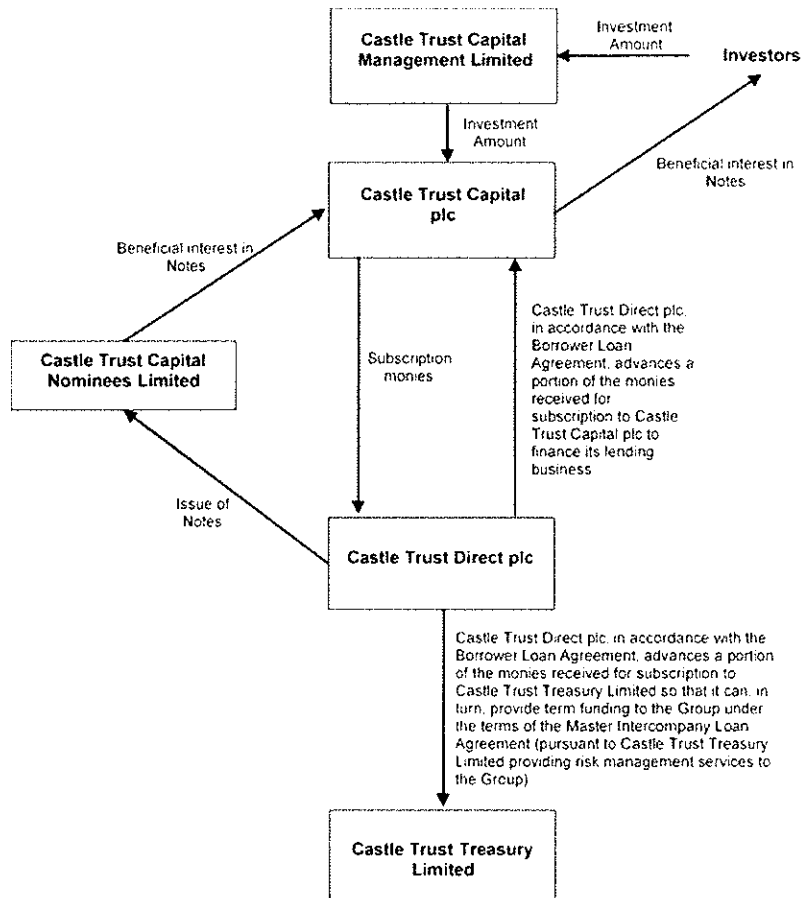 Castle Trust Capital
Management Limited
Investment
Amount
Investors
Investment
Amount
Beneficial interest in
Notes
Castle Trust Capital
plc
Beneficial interest in
Notes
Castle Trust Capital
Nominees Limited
Subscription
monies
Castle Trust Direct plc,
in accordance with the
Borrower Loan
Agreement, advances a
portion of the monies
received for
subscription to Castle
Trust Capital plc to
finance its lending
business
Issue of
Notes
Castle Trust Direct plc
Castle Trust Direct plc, in accordance with the
Borrower Loan Agreement, advances a portion
of the monies received for subscription to
Castle Trust Treasury Limited so that it can, in
turn, provide term funding to the Group under
the terms of the Master Intercompany Loan
Agreement (pursuant to Castle Trust Treasury
Limited providing risk management services to
the Group)
Castle Trust Treasury
Limited